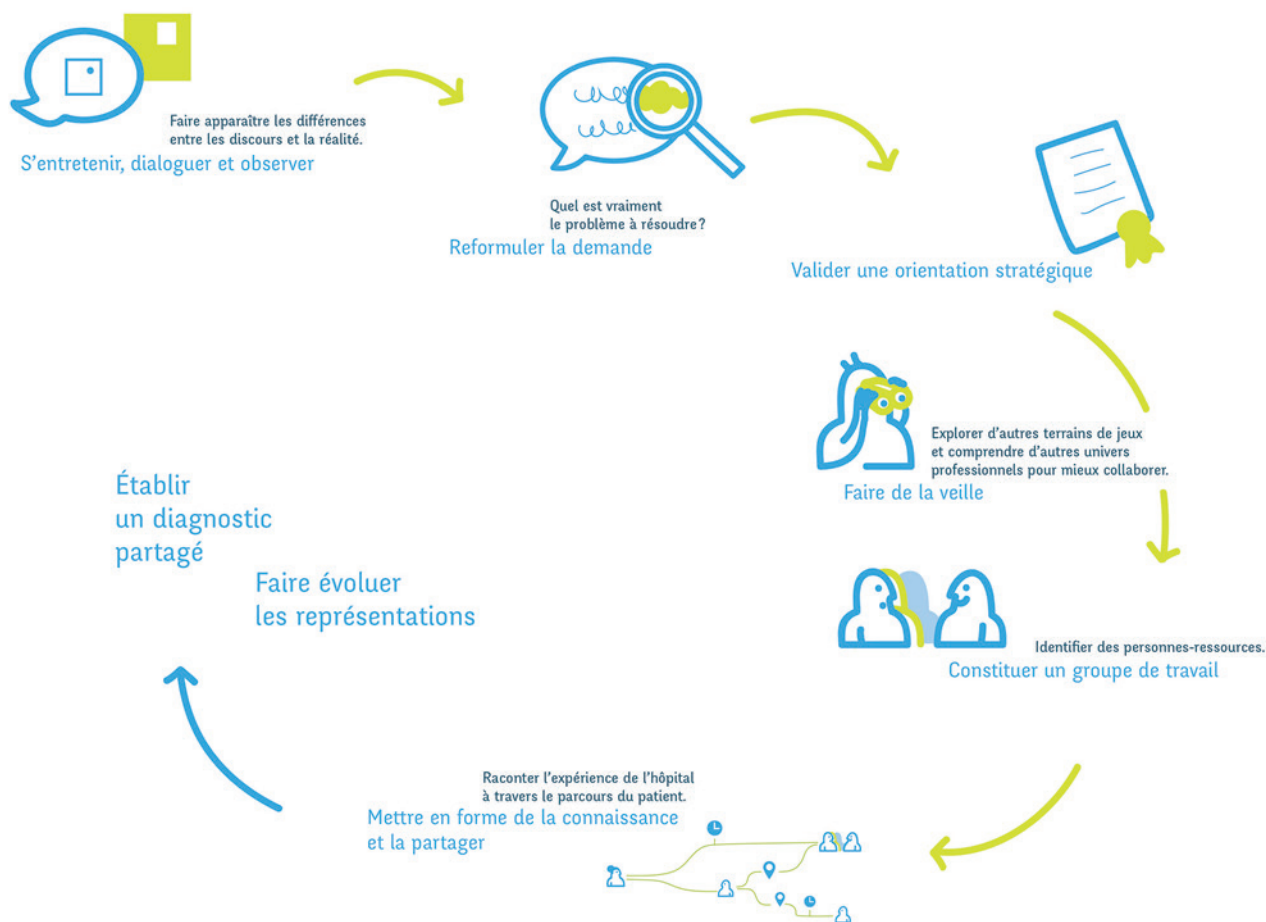 Faire apparaître les différences
entre les discours et la réalité.
S’entretenir, dialoguer et observer
Quel est vraiment
le problème à résoudre ?
Reformuler la demande
Valider une orientation stratégique
Explorer d’autres terrains de jeux
et comprendre d’autres univers
professionnels pour mieux collaborer.
Faire de la veille
Identifier des personnes-ressources.
Constituer un groupe de travail
Raconter l’expérience de l’hôpital
à travers le parcours du patient.
Mettre en forme de la connaissance
et la partager
Établir
un diagnostic
partagé
Faire évoluer
les représentations